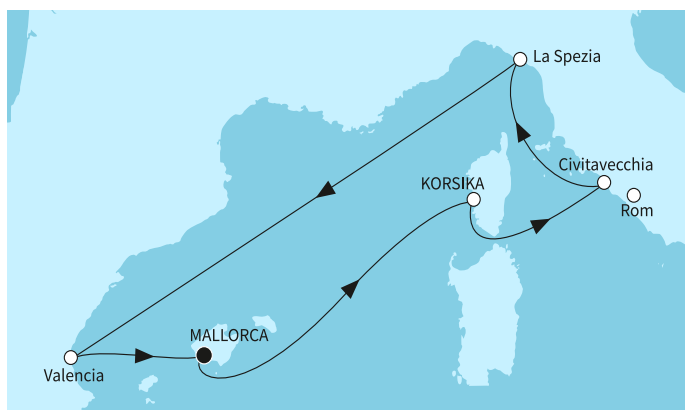 La Spezia
Civitavecchia
KORSIKA
Rom
MALLORCA
Valencia